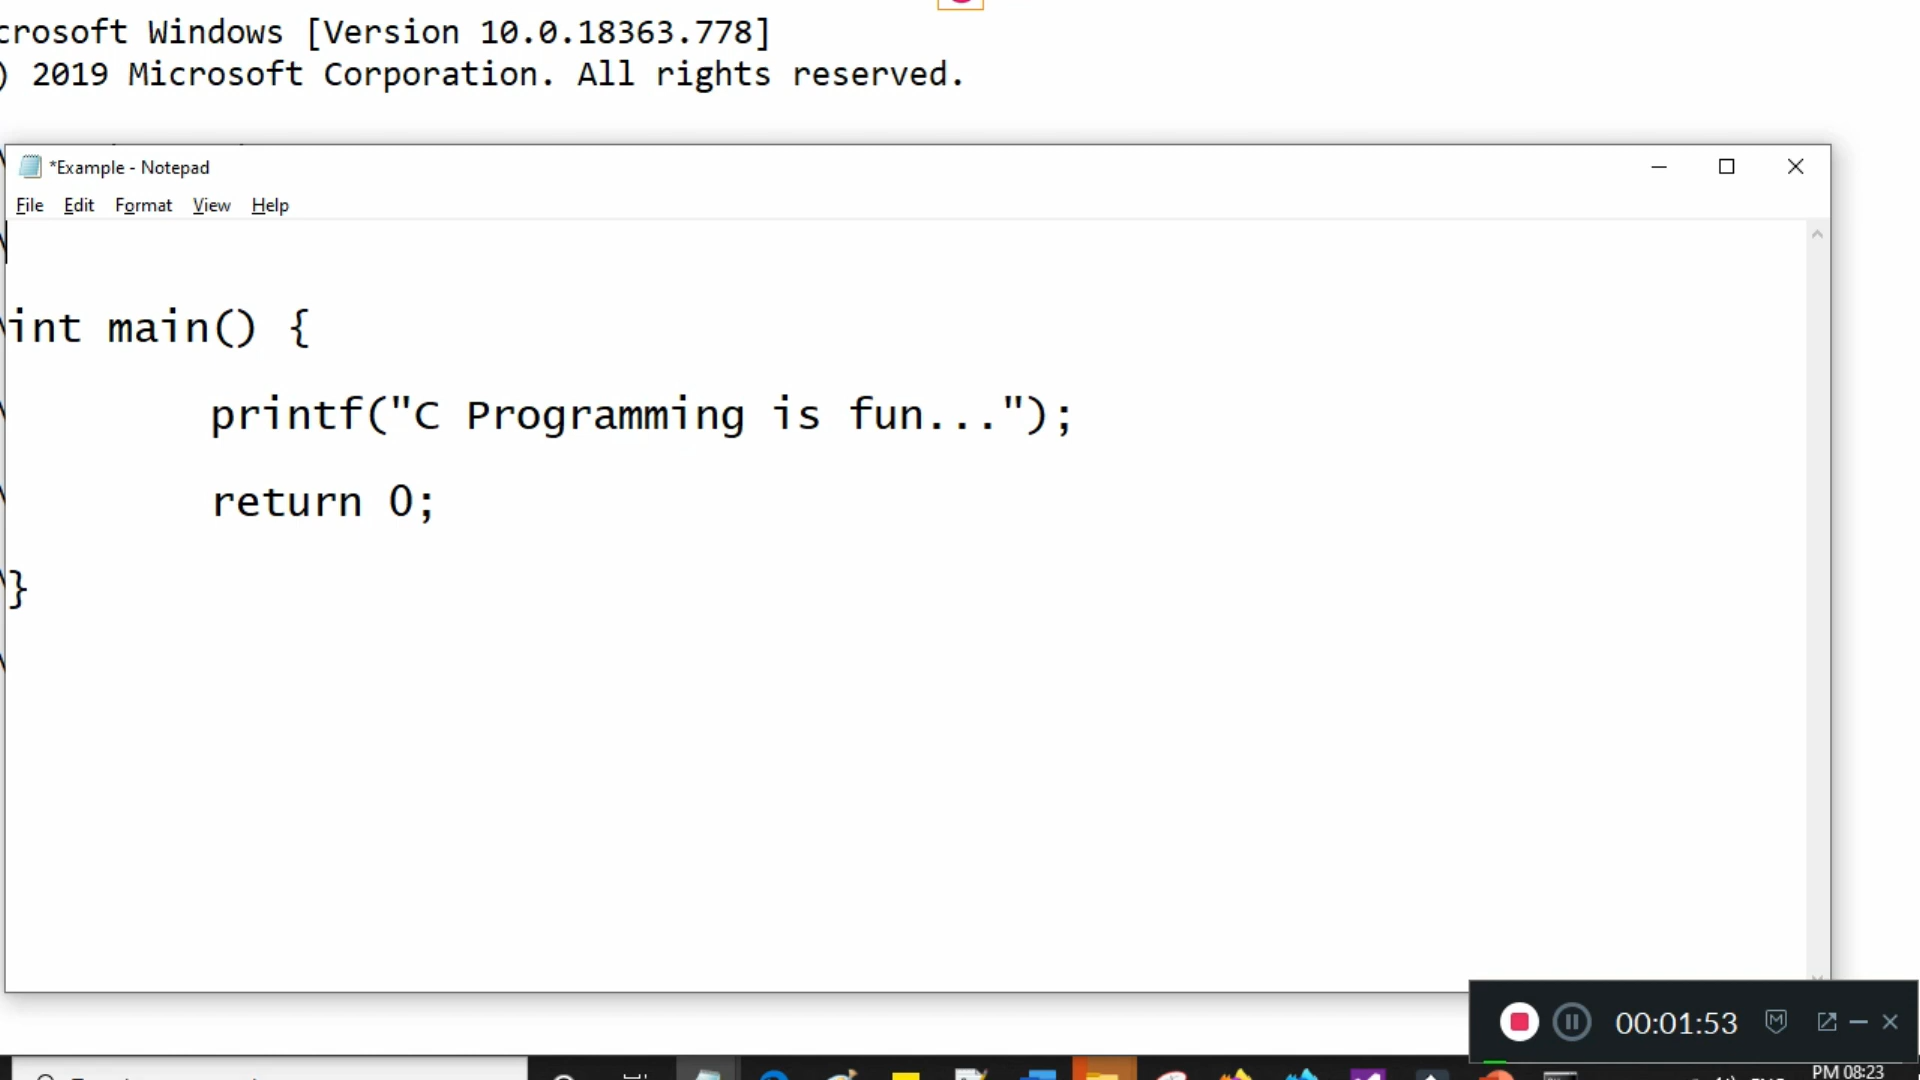 crosoft Windows [Version 10.0.18363.778]
) 2019 Microsoft Corporation. All rights reserved.
*Example - Notepad
File Edit Format View Help
int main() {
printf("C Programming is fun...");
return 0;
}
00:01:53
PM 08:23